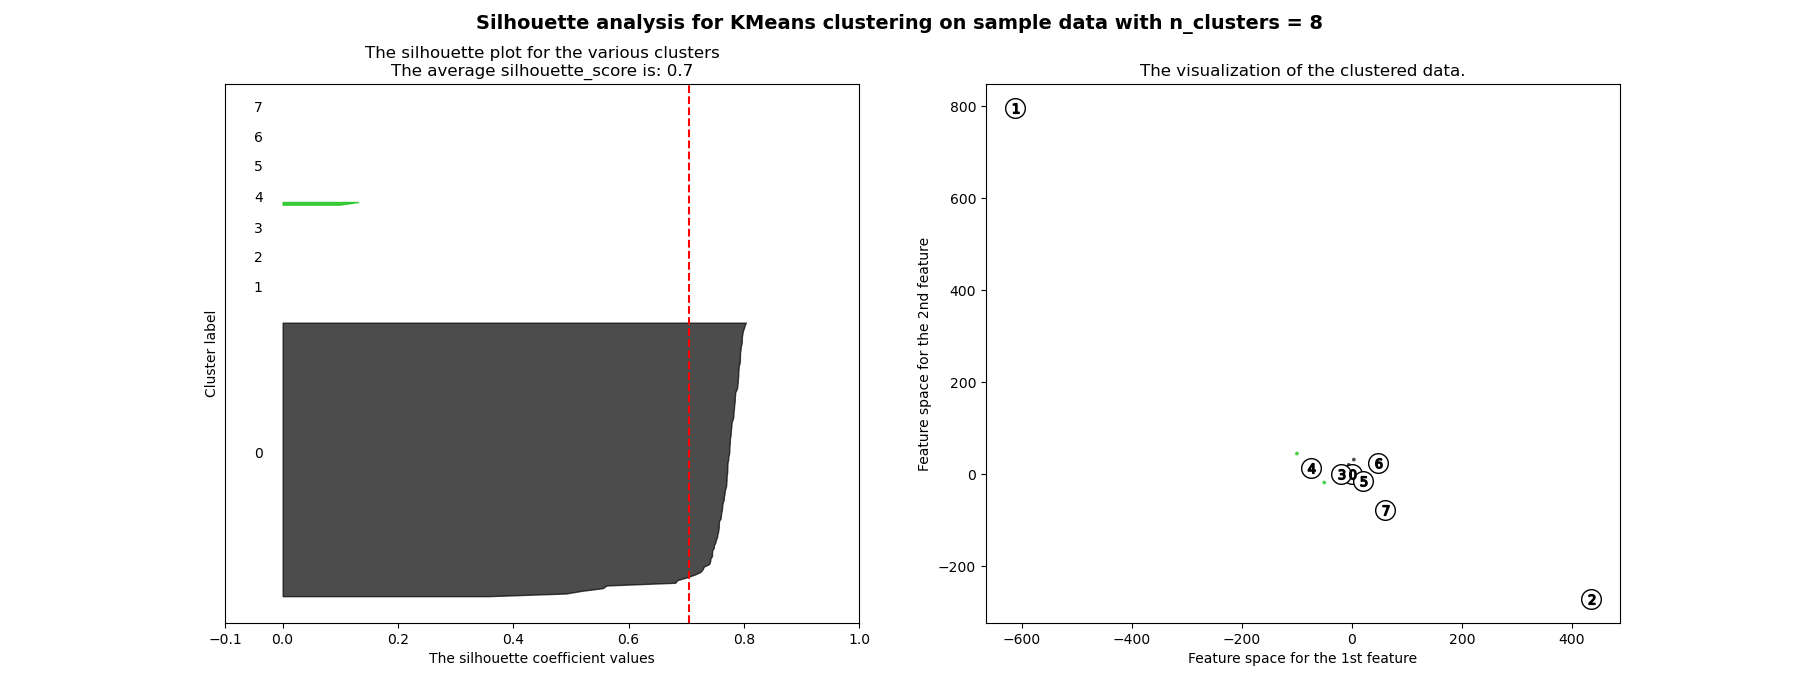 Silhouette analysis for KMeans clustering on sample data with n_clusters = 8
The silhouette plot for the various clusters
The average silhouette_score is: 0.7
7
6
5
4
3
2
1
0
Cluster label
−0.1 0.0 0.2 0.4 0.6 0.8 1.0
The silhouette coefficient values
The visualization of the clustered data.
800
600
400
200
0
−200
Feature space for the 2nd feature
1
6
4
3
0
5
7
2
−600 −400 −200 0 200 400
Feature space for the 1st feature